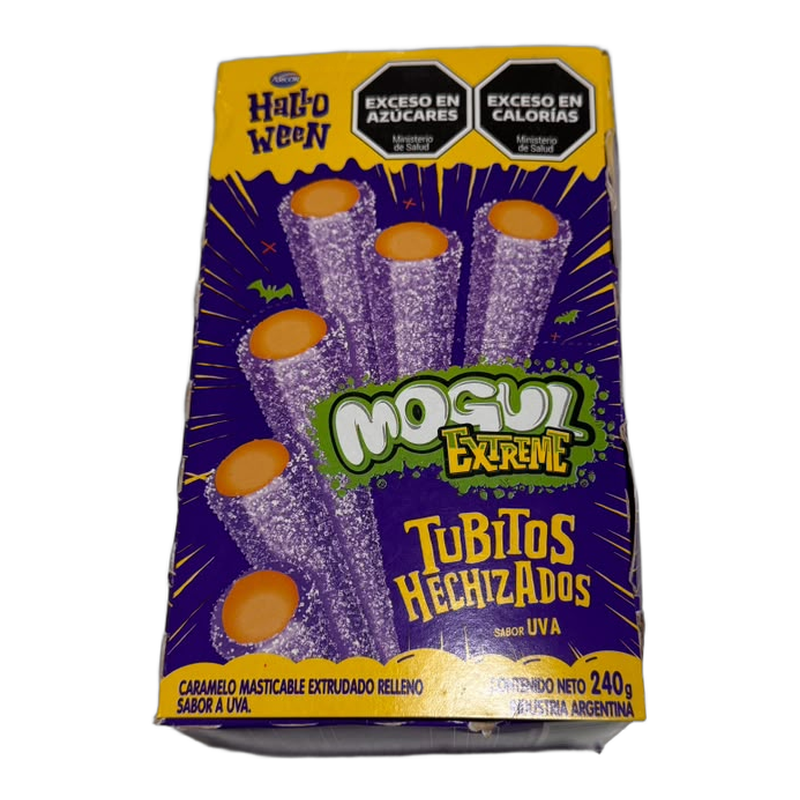 Arcor
HALLO
WEEN
EXCESO EN
AZÚCARES
Ministerio
de Salud
EXCESO EN
CALORÍAS
Ministerio
de Salud
MOGUL
EXTREME
TUBITOS
HECHIZADOS
SABOR UVA
CARAMELO MASTICABLE EXTRUDADO RELLENO
SABOR A UVA.
CONTENIDO NETO 240g
INDUSTRIA ARGENTINA